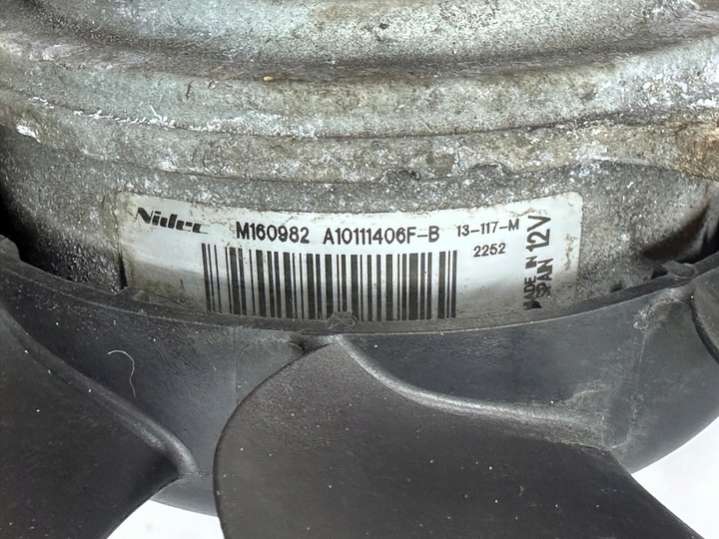 Nidec M160982 A10111406F-B 13-117-M
2252
MADE IN
SPAIN
12V